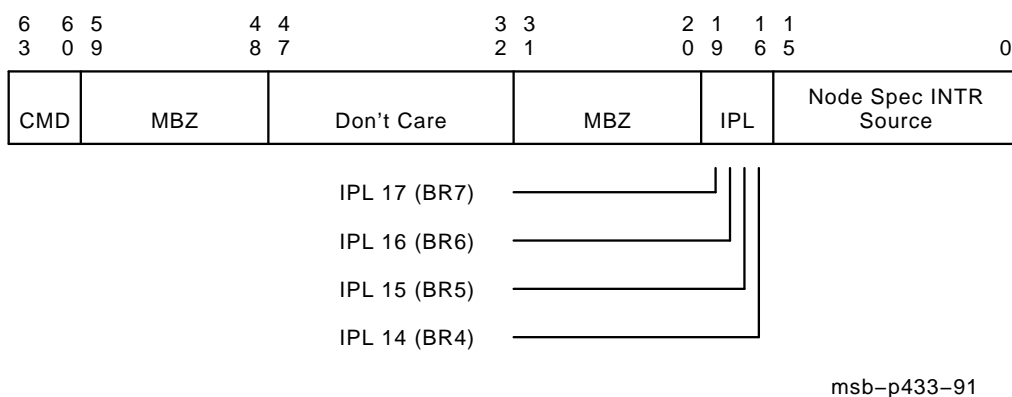 6 6 5 4 4 3 3 2 1 1 1
3 0 9 8 7 2 1 0 9 6 5 0
CMD MBZ Don't Care MBZ IPL Node Spec INTR
Source
IPL 17 (BR7)
IPL 16 (BR6)
IPL 15 (BR5)
IPL 14 (BR4)
msb−p433−91